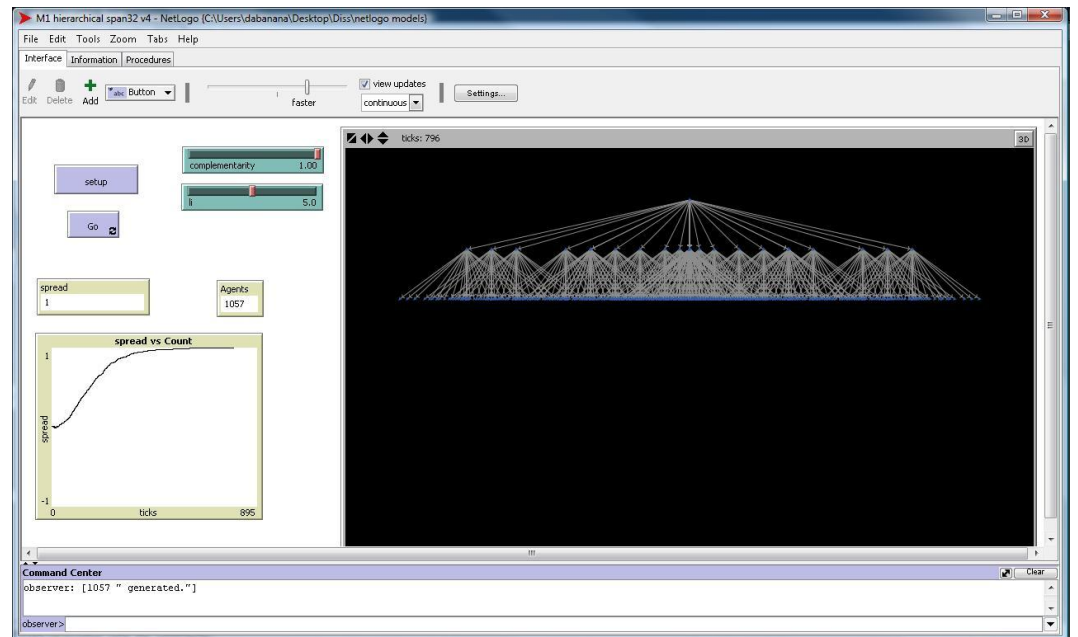 M1 hierarchical span32 v4 - NetLogo {C:\Users\dabanana\Desktop\Diss\netlogo models}
File Edit Tools Zoom Tabs Help
Interface Information Procedures
Edit Delete Add abc Button faster view updates continuous Settings...
ticks: 796 3D
complementarity 1.00
setup
li 5.0
Go
spread
1
Agents
1057
spread vs Count
1
spread
-1
0 ticks 895
Command Center Clear
observer: [1057 " generated."]
observer>